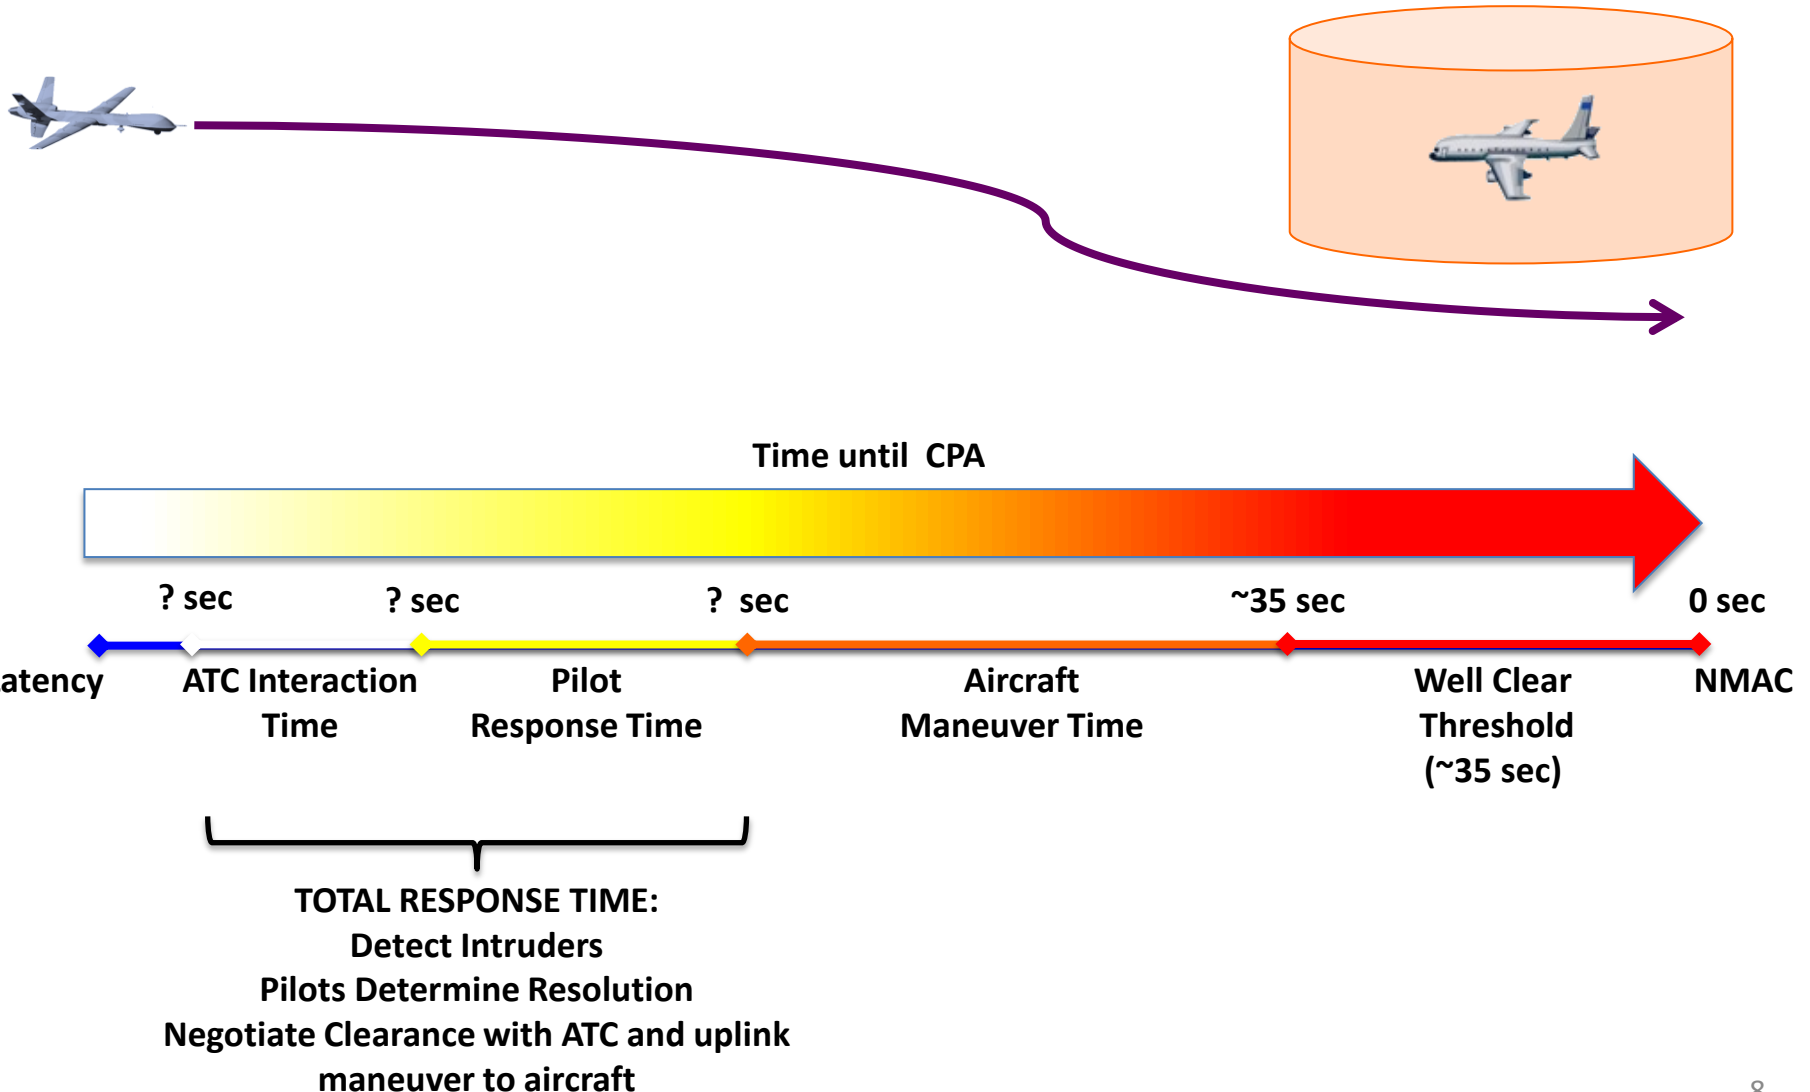 Time until CPA
? sec ? sec ? sec ~35 sec 0 sec
ATC Interaction Time
Pilot Response Time
Aircraft Maneuver Time
Well Clear Threshold (~35 sec)
NMAC
TOTAL RESPONSE TIME:
Detect Intruders
Pilots Determine Resolution
Negotiate Clearance with ATC and uplink
maneuver to aircraft
8